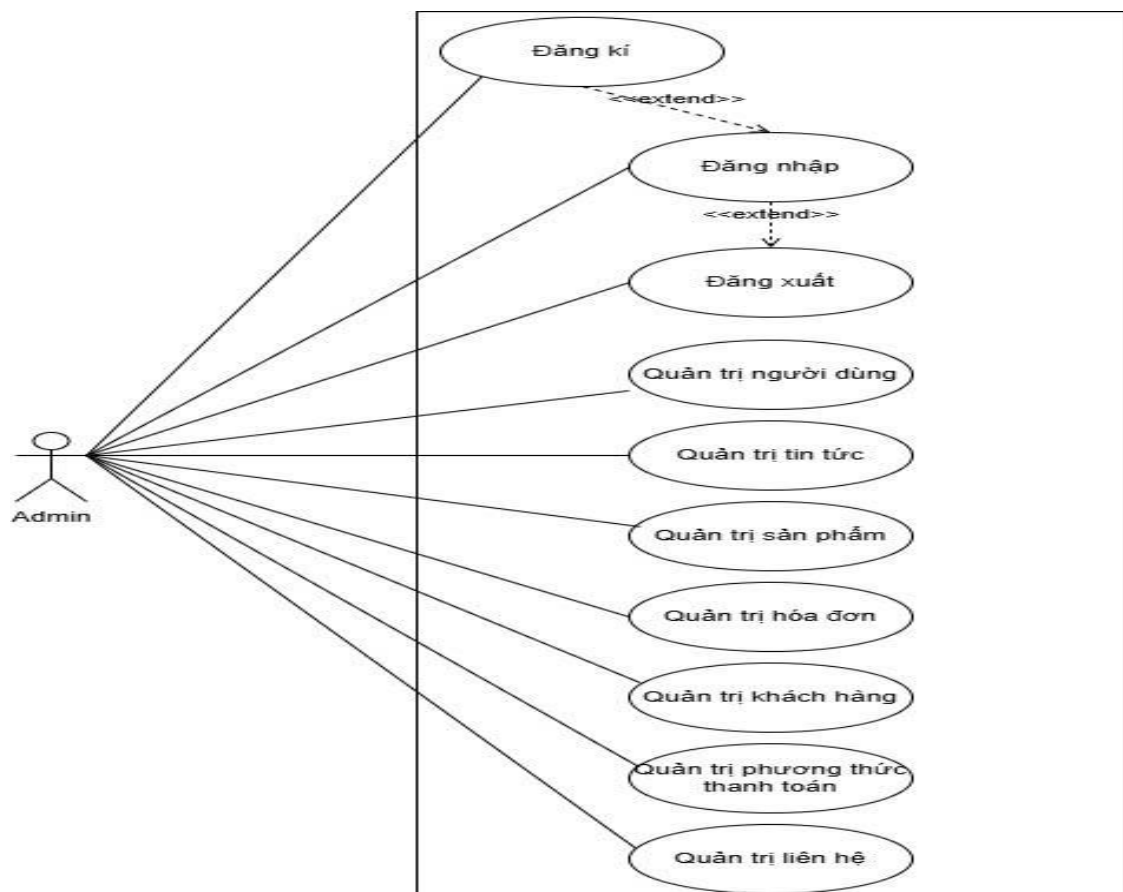 Đăng kí
<<extend>>
Đăng nhập
<<extend>>
Đăng xuất
Quản trị người dùng
Quản trị tin tức
Admin
Quản trị sản phẩm
Quản trị hóa đơn
Quản trị khách hàng
Quản trị phương thức
thanh toán
Quản trị liên hệ